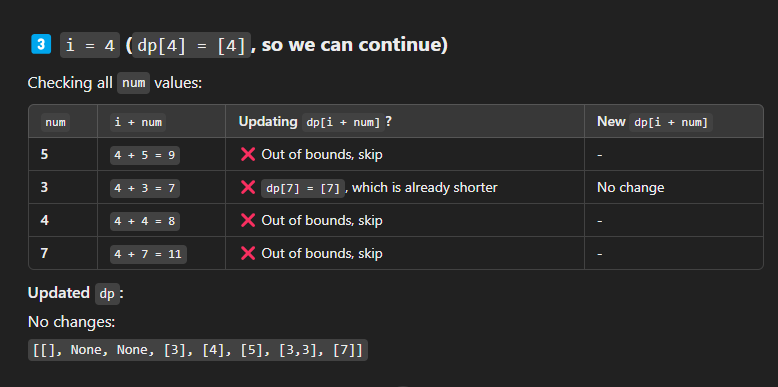 3 i = 4 (dp[4] = [4], so we can continue)
Checking all num values:
num i + num Updating dp[i + num]? New dp[i + num]
5 4 + 5 = 9 ❌ Out of bounds, skip -
3 4 + 3 = 7 ❌ dp[7] = [7], which is already shorter No change
4 4 + 4 = 8 ❌ Out of bounds, skip -
7 4 + 7 = 11 ❌ Out of bounds, skip -
Updated dp:
No changes:
[[], None, None, [3], [4], [5], [3,3], [7]]